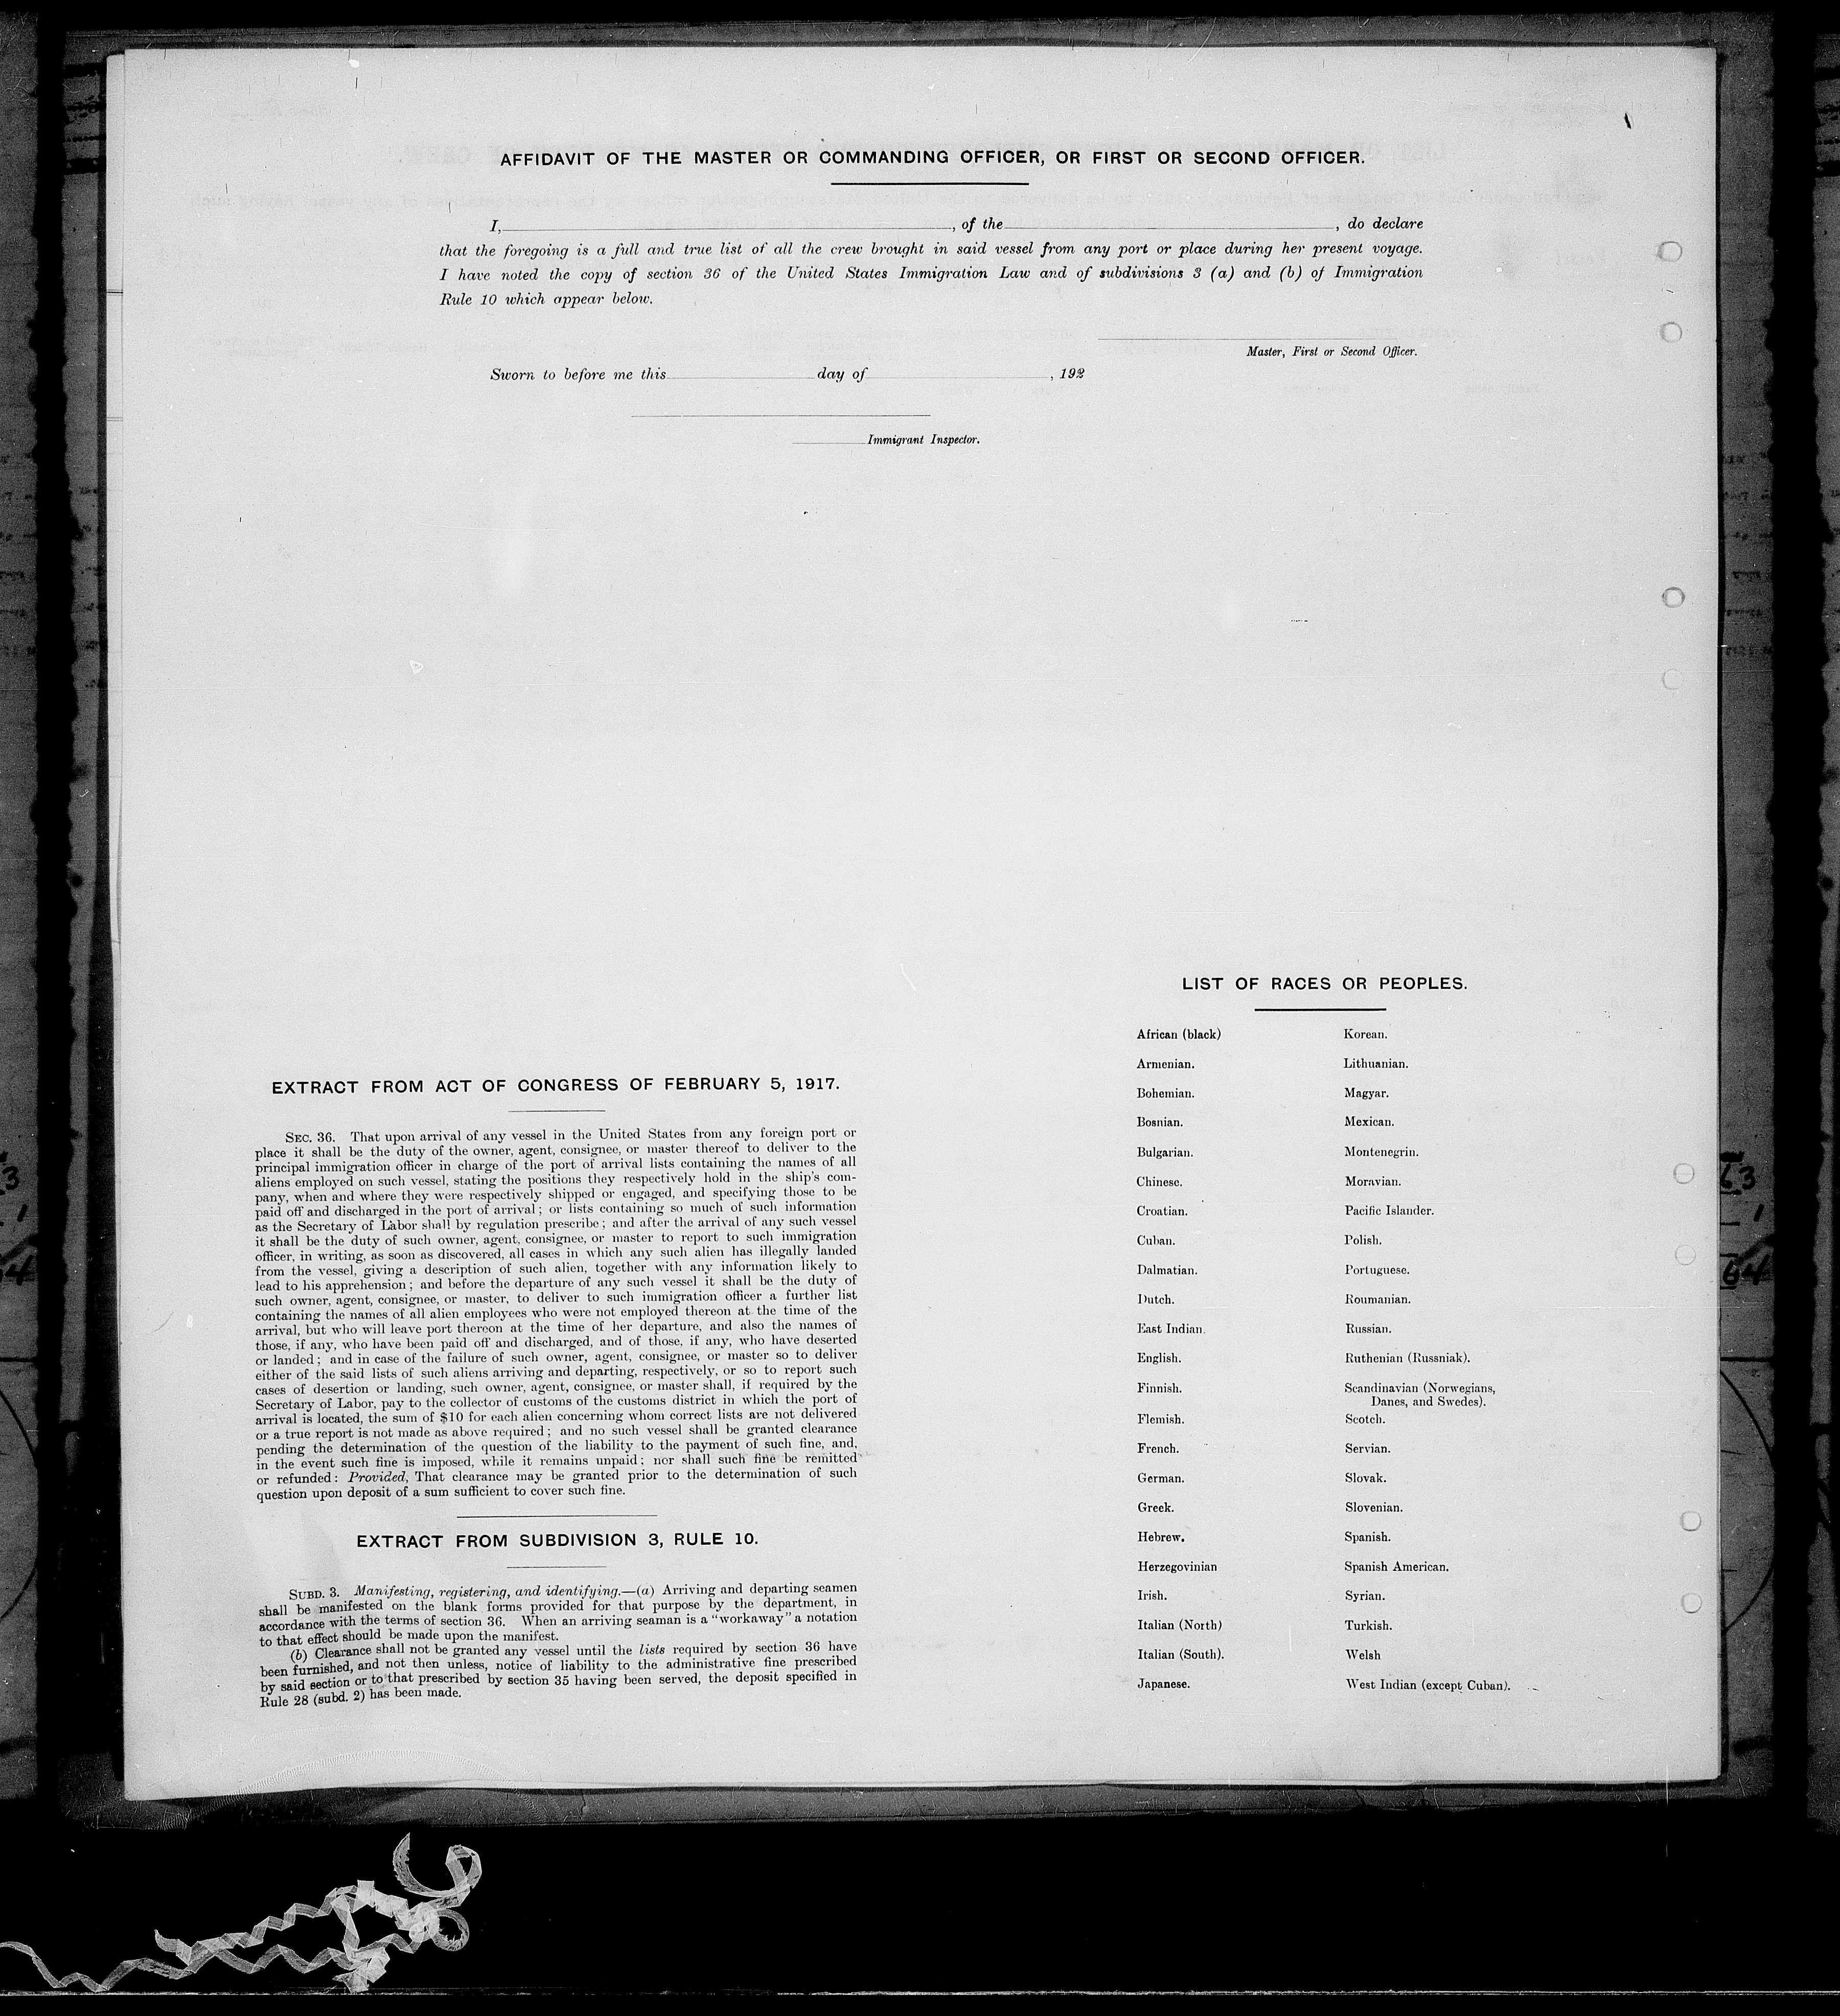 AFFIDAVIT OF THE MASTER OR COMMANDING OFFICER, OR FIRST OR SECOND OFFICER.
I, , of the , do declare
that the foregoing is a full and true list of all the crew brought in said vessel from any port or place during her present voyage.
I have noted the copy of section 36 of the United States Immigration Law and of subdivisions 3 (a) and (b) of Immigration
Rule 10 which appear below.
Master, First or Second Officer.
Sworn to before me this day of , 192
Immigrant Inspector.
EXTRACT FROM ACT OF CONGRESS OF FEBRUARY 5, 1917.
SEC. 36. That upon arrival of any vessel in the United States from any foreign port or
place it shall be the duty of the owner, agent, consignee, or master thereof to deliver to the
principal immigration officer in charge of the port of arrival lists containing the names of all
aliens employed on such vessel, stating the positions they respectively hold in the ship's com-
pany, when and where they were respectively shipped or engaged, and specifying those to be
paid off and discharged in the port of arrival; or lists containing so much of such information
as the Secretary of Labor shall by regulation prescribe; and after the arrival of any such vessel
it shall be the duty of such owner, agent, consignee, or master to report to such immigration
officer, in writing, as soon as discovered, all cases in which any such alien has illegally landed
from the vessel, giving a description of such alien, together with any information likely to
lead to his apprehension; and before the departure of any such vessel it shall be the duty of
such owner, agent, consignee, or master, to deliver to such immigration officer a further list
containing the names of all alien employees who were not employed thereon at the time of the
arrival, but who will leave port thereon at the time of her departure, and also the names of
those, if any, who have been paid off and discharged, and of those, if any, who have deserted
or landed; and in case of the failure of such owner, agent, consignee, or master so to deliver
either of the said lists of such aliens arriving and departing, respectively, or so to report such
cases of desertion or landing, such owner, agent, consignee, or master shall, if required by the
Secretary of Labor, pay to the collector of customs of the customs district in which the port of
arrival is located, the sum of $10 for each alien concerning whom correct lists are not delivered
or a true report is not made as above required; and no such vessel shall be granted clearance
pending the determination of the question of the liability to the payment of such fine, and,
in the event such fine is imposed, while it remains unpaid; nor shall such fine be remitted
or refunded: Provided, That clearance may be granted prior to the determination of such
question upon deposit of a sum sufficient to cover such fine.
EXTRACT FROM SUBDIVISION 3, RULE 10.
SUBD. 3. Manifesting, registering, and identifying.—(a) Arriving and departing seamen
shall be manifested on the blank forms provided for that purpose by the department, in
accordance with the terms of section 36. When an arriving seaman is a "workaway" a notation
to that effect should be made upon the manifest.
(b) Clearance shall not be granted any vessel until the lists required by section 36 have
been furnished, and not then unless, notice of liability to the administrative fine prescribed
by said section or to that prescribed by section 35 having been served, the deposit specified in
Rule 28 (subd. 2) has been made.
LIST OF RACES OR PEOPLES.
African (black)
Armenian.
Bohemian.
Bosnian.
Bulgarian.
Chinese.
Croatian.
Cuban.
Dalmatian.
Dutch.
East Indian.
English.
Finnish.
Flemish.
French.
German.
Greek.
Hebrew.
Herzegovinian
Irish.
Italian (North)
Italian (South).
Japanese.
Korean.
Lithuanian.
Magyar.
Mexican.
Montenegrin.
Moravian.
Pacific Islander.
Polish.
Portuguese.
Roumanian.
Russian.
Ruthenian (Russniak).
Scandinavian (Norwegians,
Danes, and Swedes).
Scotch.
Servian.
Slovak.
Slovenian.
Spanish.
Spanish American.
Syrian.
Turkish.
Welsh
West Indian (except Cuban).
63
1
64